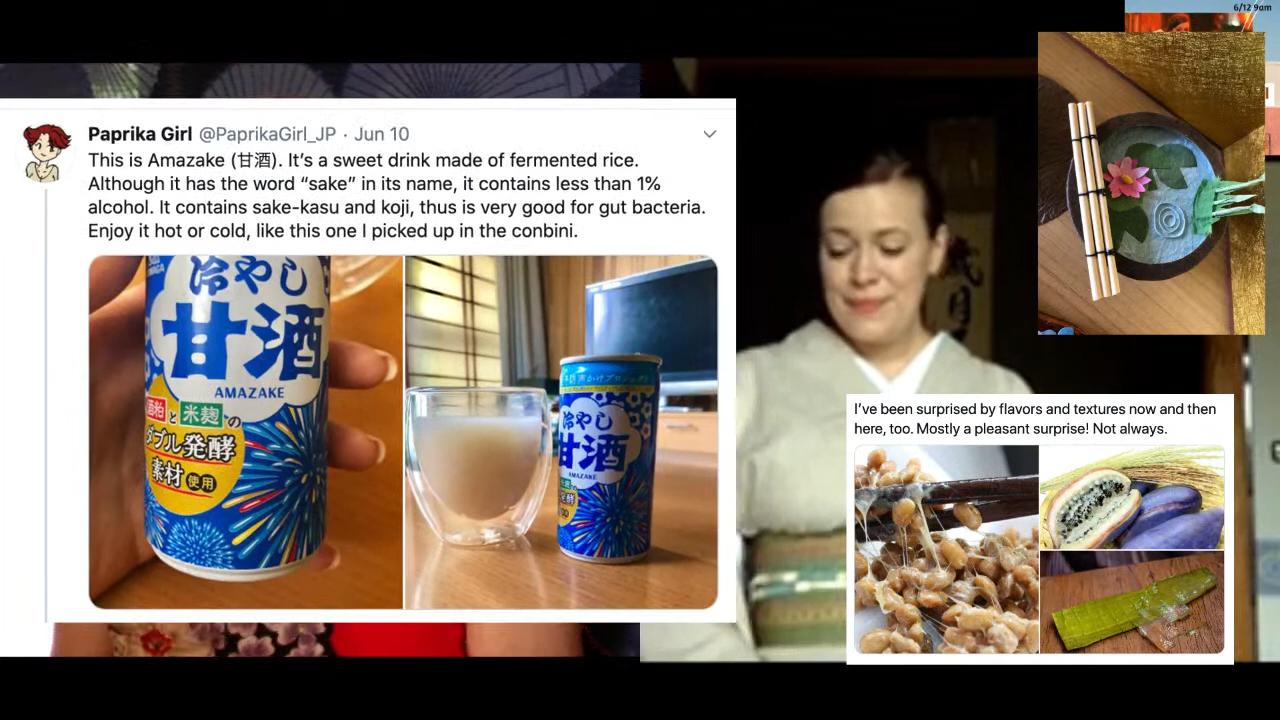 6/12 9am
Paprika Girl @PaprikaGirl_JP · Jun 10
This is Amazake (甘酒). It's a sweet drink made of fermented rice.
Although it has the word “sake” in its name, it contains less than 1%
alcohol. It contains sake-kasu and koji, thus is very good for gut bacteria.
Enjoy it hot or cold, like this one I picked up in the conbini.
冷やし
甘酒
AMAZAKE
酒粕と米麹の
ダブル発酵
素材使用
冷やし
甘酒
AMAZAKE
I've been surprised by flavors and textures now and then
here, too. Mostly a pleasant surprise! Not always.